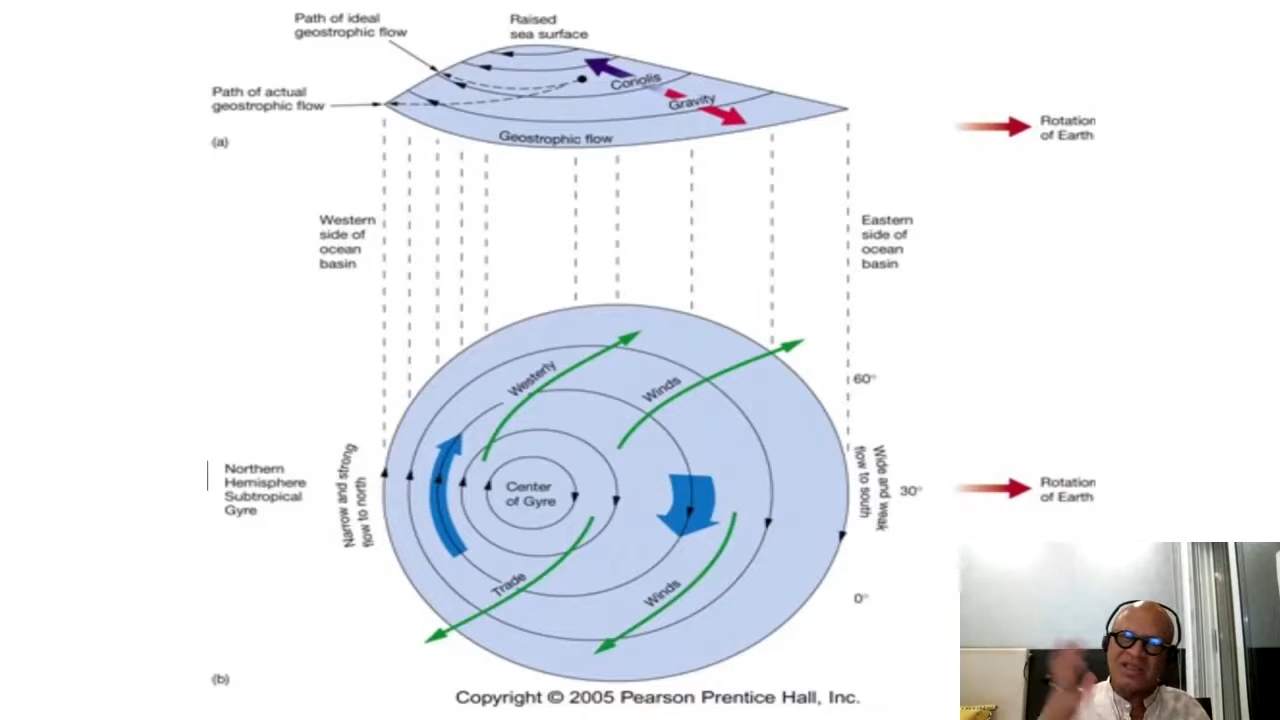 Path of ideal
geostrophic flow
Raised
sea surface
Path of actual
geostrophic flow
Coriolis
Gravity
Geostrophic flow
(a)
Rotation
of Earth
Western
side of
ocean
basin
Eastern
side of
ocean
basin
Westerly
Winds
60°
Northern
Hemisphere
Subtropical
Gyre
Narrow and strong
flow to north
Center
of Gyre
Wide and weak
flow to south
30°
Rotation
of Earth
Trade
Winds
0°
(b)
Copyright © 2005 Pearson Prentice Hall, Inc.